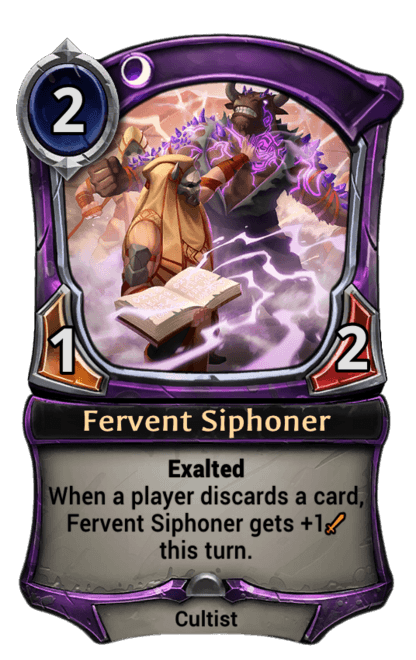 2
1
2
Fervent Siphoner
Exalted
When a player discards a card,
Fervent Siphoner gets +1
this turn.
Cultist